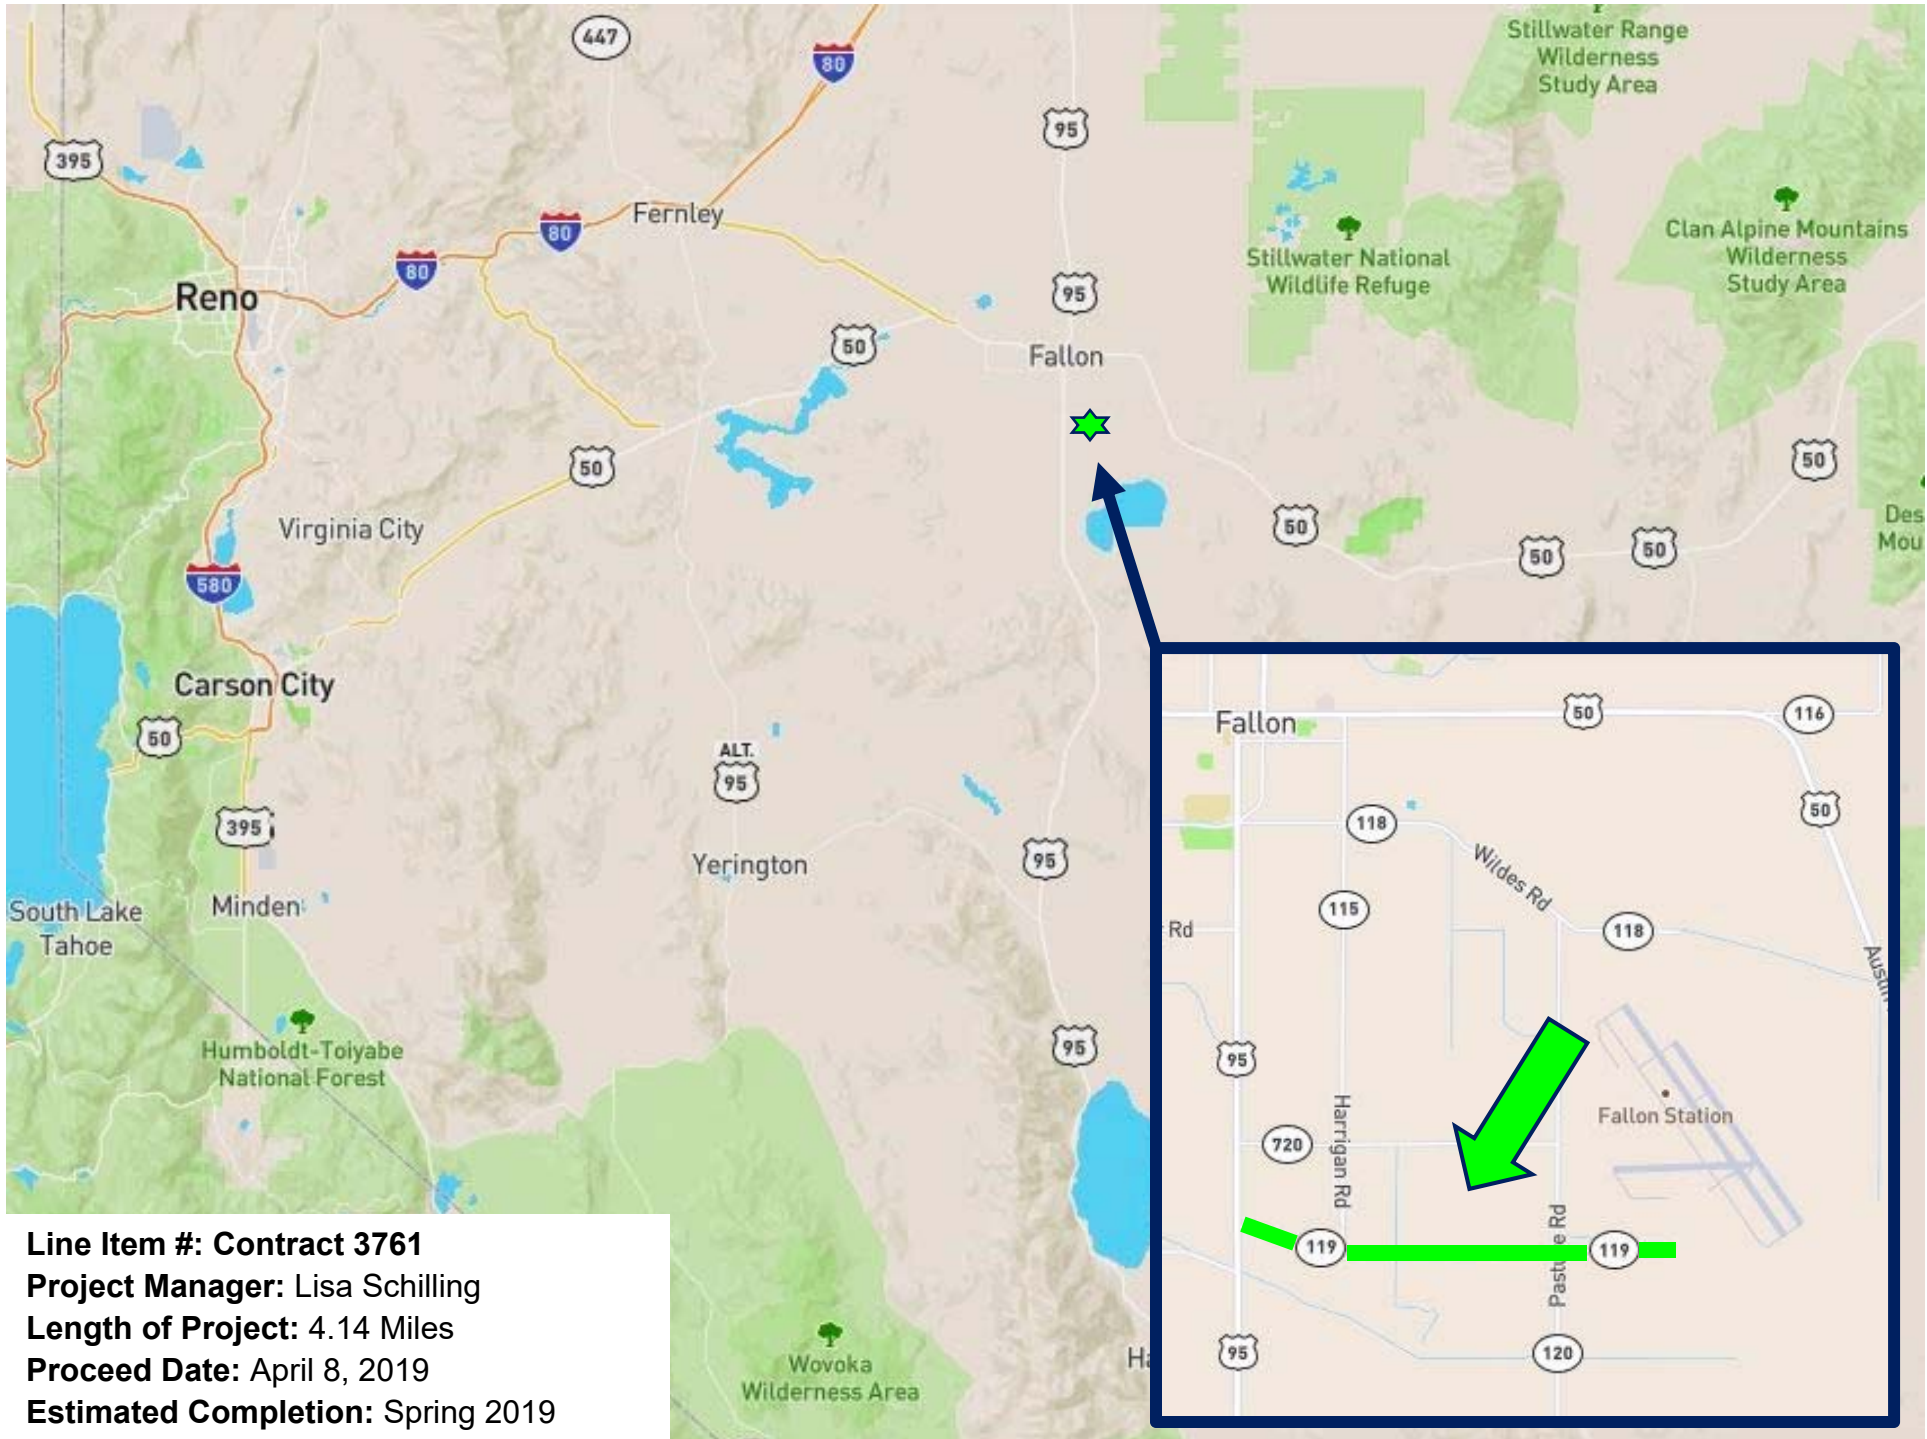 447
80
Stillwater Range
Wilderness
Study Area
95
395
Clan Alpine Mountains
Wilderness
Study Area
Fernley
80
80
Stillwater National
Wildlife Refuge
Reno
95
50
Fallon
50
50
Virginia City
50
50
50
Des
Mou
580
Carson City
50
ALT.
95
395
Yerington
95
South Lake
Tahoe
Minden
Humboldt-Toiyabe
National Forest
95
Wovoka
Wilderness Area
Ha
Fallon
50
116
50
118
Wildes Rd
115
118
Rd
Austin
95
Fallon Station
720
Harrigan Rd
119
119
95
120
Line Item #: Contract 3761
Project Manager: Lisa Schilling
Length of Project: 4.14 Miles
Proceed Date: April 8, 2019
Estimated Completion: Spring 2019